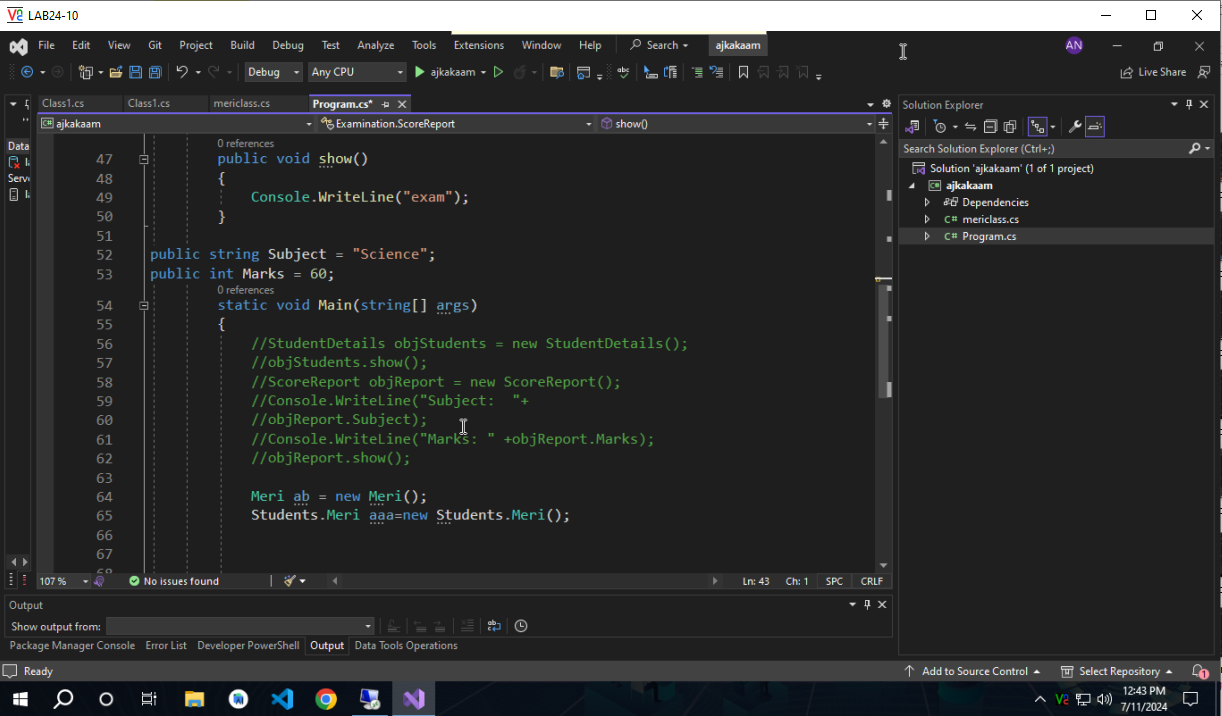 LAB24-10
File Edit View Git Project Build Debug Test Analyze Tools Extensions Window Help Search ajkakaam AN
Debug Any CPU ajkakaam Live Share
Class1.cs Class1.cs mericlass.cs Program.cs*
ajkakaam Examination.ScoreReport show()
Data
Serv
0 references
47 public void show()
48 {
49 Console.WriteLine("exam");
50 }
51
52 public string Subject = "Science";
53 public int Marks = 60;
0 references
54 static void Main(string[] args)
55 {
56 //StudentDetails objStudents = new StudentDetails();
57 //objStudents.show();
58 //ScoreReport objReport = new ScoreReport();
59 //Console.WriteLine("Subject:  "+
60 //objReport.Subject);
61 //Console.WriteLine("Marks: " +objReport.Marks);
62 //objReport.show();
63
64 Meri ab = new Meri();
65 Students.Meri aaa=new Students.Meri();
66
67
107 % No issues found Ln: 43 Ch: 1 SPC CRLF
Output
Show output from:
Package Manager Console Error List Developer PowerShell Output Data Tools Operations
Solution Explorer
Search Solution Explorer (Ctrl+;)
Solution 'ajkakaam' (1 of 1 project)
ajkakaam
Dependencies
C# mericlass.cs
C# Program.cs
Ready Add to Source Control Select Repository 1
12:43 PM
7/11/2024